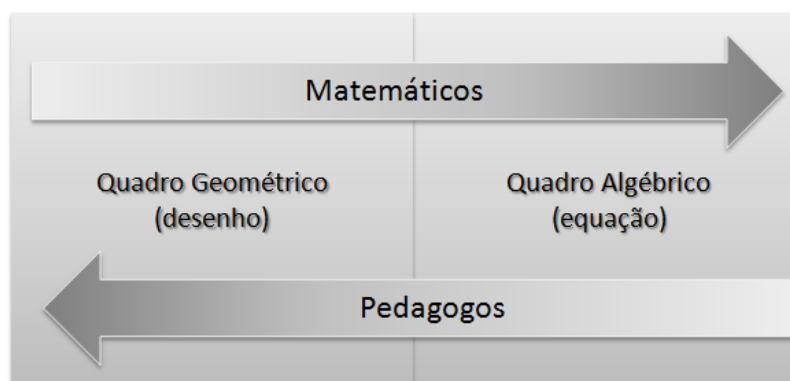 Matemáticos
Quadro Geométrico
(desenho)
Quadro Algébrico
(equação)
Pedagogos